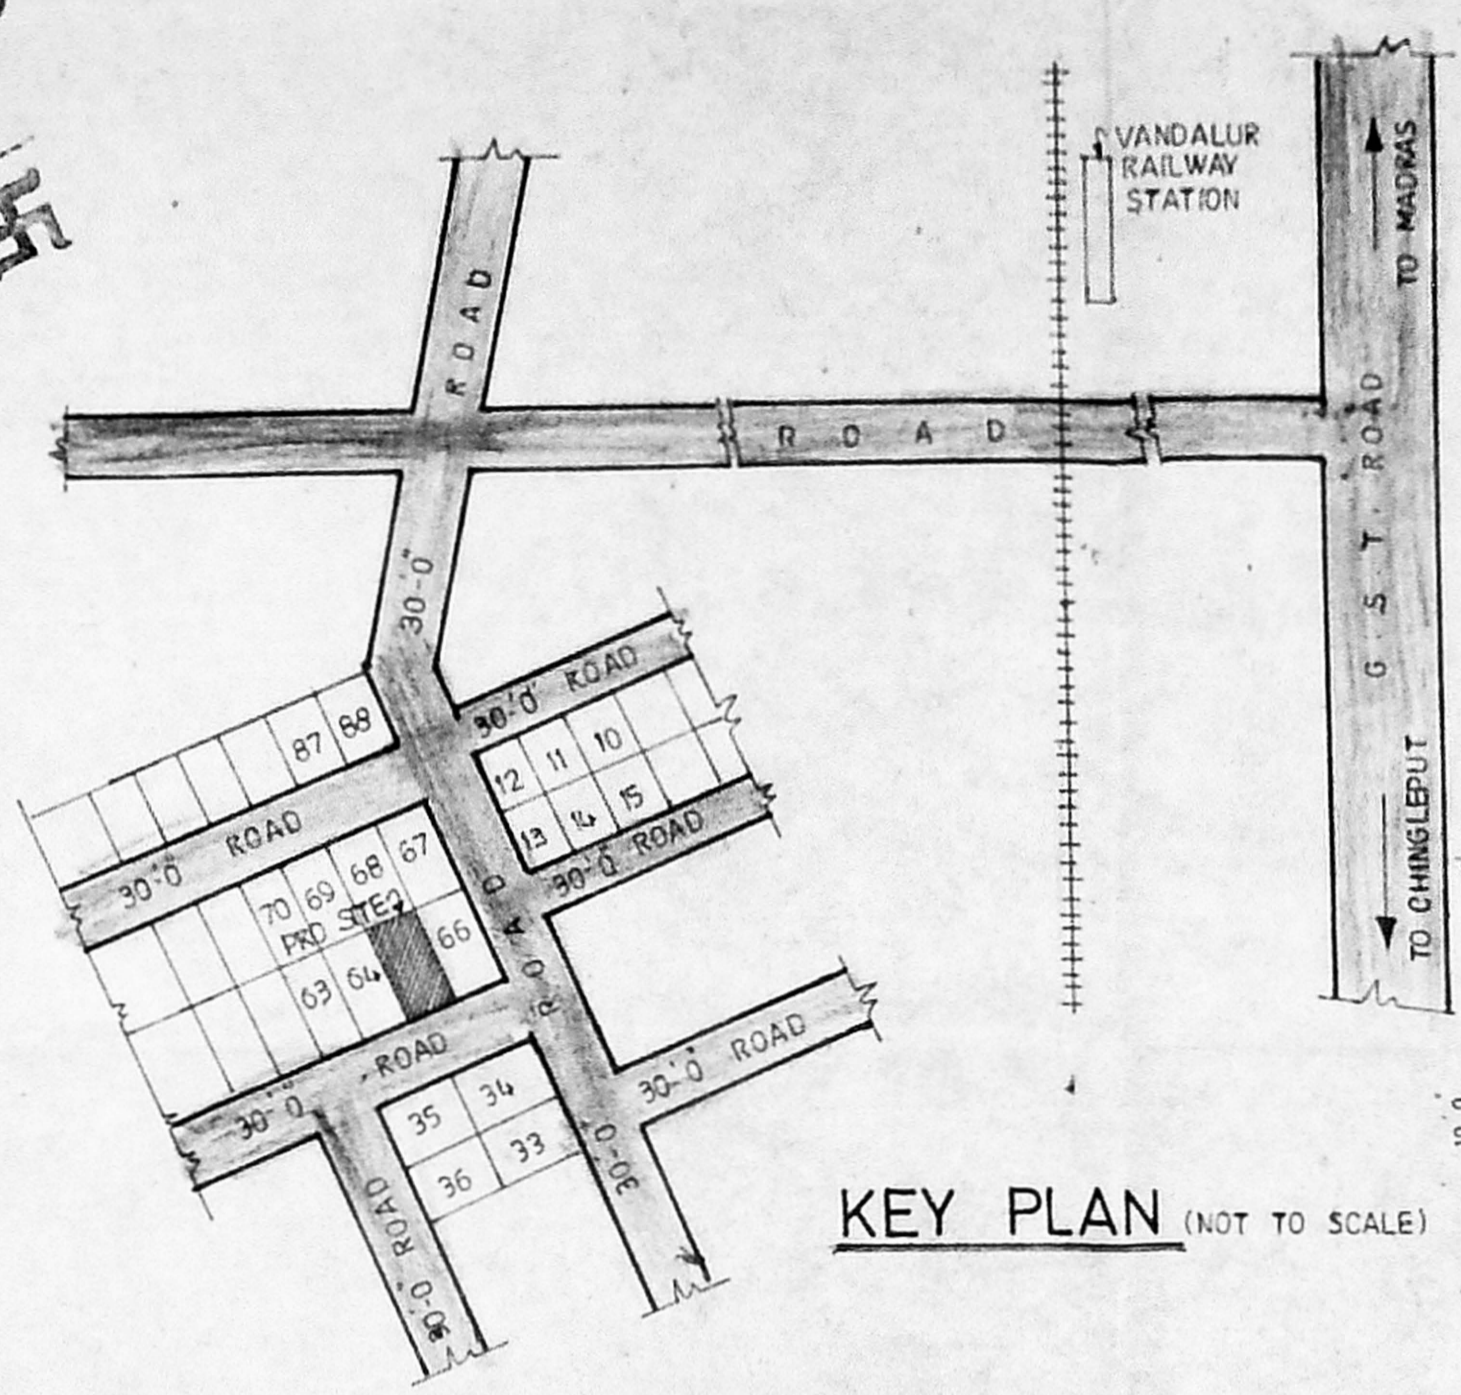 VANDALUR
RAILWAY
STATION
TO MADRAS
ROAD
ROAD
G.S.T. ROAD
30'-0"
30'-0" ROAD
87 88
12 11 10
13 14 15
30'-0" ROAD
30'-0" ROAD
70 69 68 67
PRO SITE
63 64 66
ROAD
TO CHINGLEPUT
30'-0" ROAD
30'-0" ROAD
35 34
36 33
30'-0"
30'-0" ROAD
KEY PLAN (NOT TO SCALE)